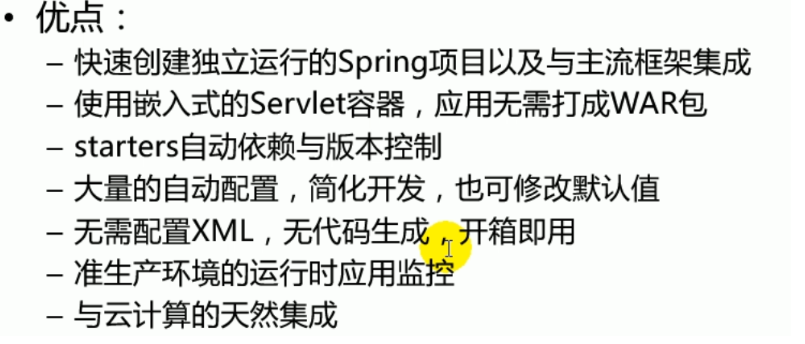 • 优点：
– 快速创建独立运行的Spring项目以及与主流框架集成
– 使用嵌入式的Servlet容器，应用无需打成WAR包
– starters自动依赖与版本控制
– 大量的自动配置，简化开发，也可修改默认值
– 无需配置XML，无代码生成，开箱即用
– 准生产环境的运行时应用监控
– 与云计算的天然集成